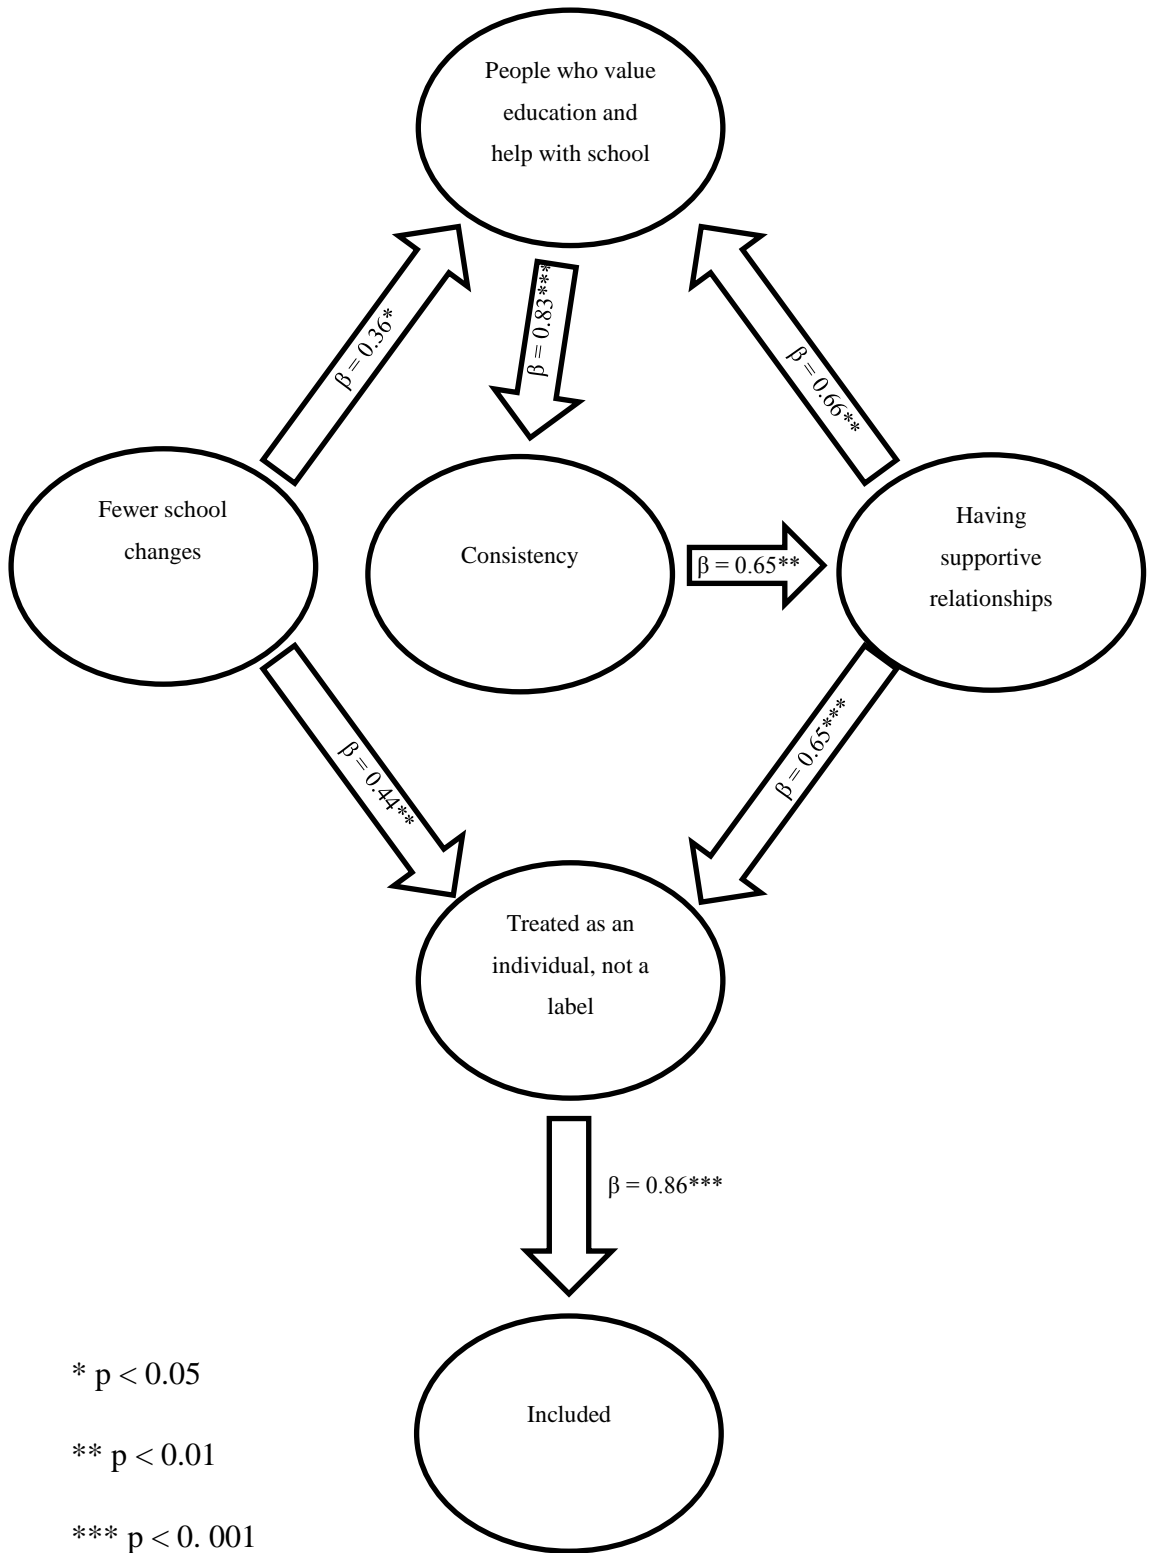 People who value
education and
help with school
β = 0.36*
β = 0.83***
β = 0.66**
Fewer school
changes
Consistency
β = 0.65**
Having
supportive
relationships
β = 0.44**
β = 0.65***
Treated as an
individual, not a
label
β = 0.86***
Included
* p < 0.05
** p < 0.01
*** p < 0. 001